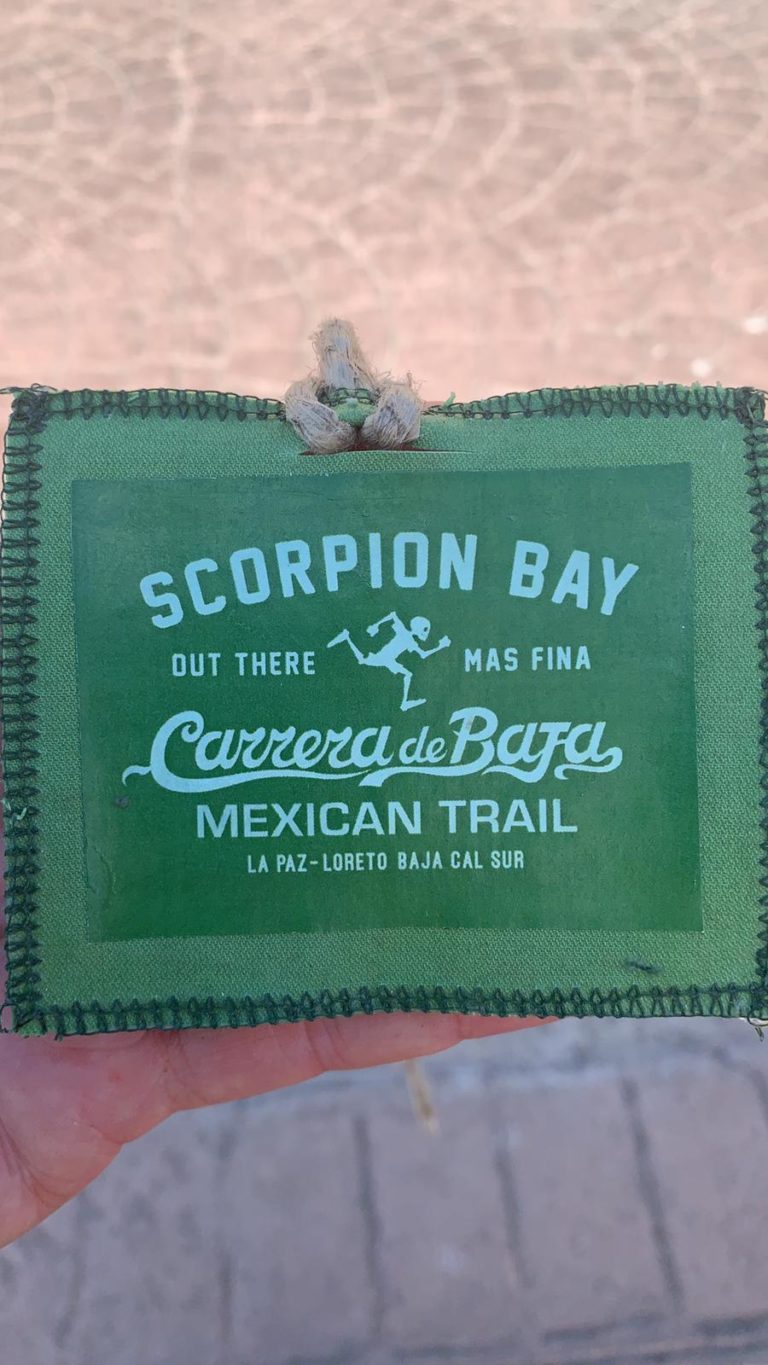 SCORPION BAY
OUT THERE MAS FINA
Carrera de Baja
MEXICAN TRAIL
LA PAZ-LORETO BAJA CAL SUR